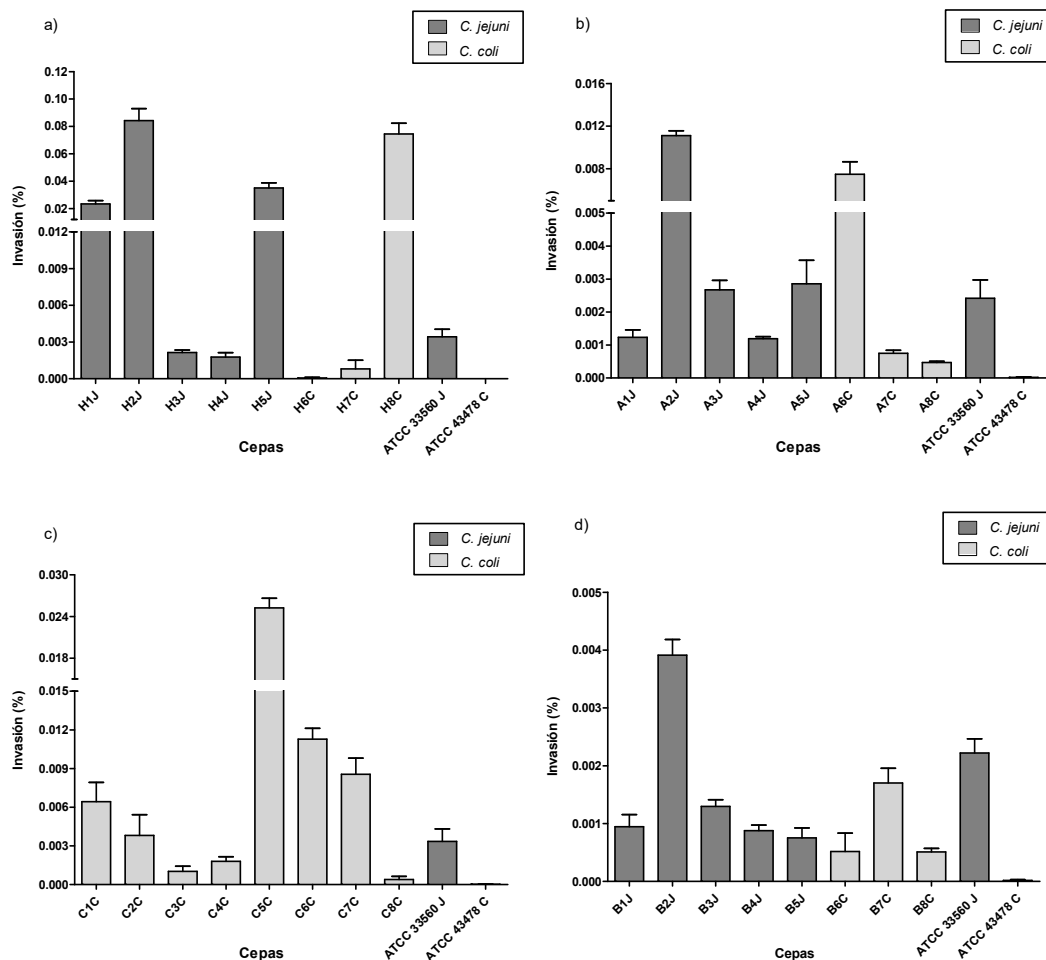 a)
C. jejuni
C. coli
0.12
0.10
0.08
0.06
0.04
0.02
0.012
0.009
0.006
0.003
0.000
Invasión (%)
H1J
H2J
H3J
H4J
H5J
H6C
H7C
H8C
ATCC 33560 J
ATCC 43478 C
Cepas
b)
C. jejuni
C. coli
0.016
0.012
0.008
0.005
0.004
0.003
0.002
0.001
0.000
Invasión (%)
A1J
A2J
A3J
A4J
A5J
A6C
A7C
A8C
ATCC 33560 J
ATCC 43478 C
Cepas
c)
C. jejuni
C. coli
0.030
0.024
0.018
0.015
0.012
0.009
0.006
0.003
0.000
Invasión (%)
C1C
C2C
C3C
C4C
C5C
C6C
C7C
C8C
ATCC 33560 J
ATCC 43478 C
Cepas
d)
C. jejuni
C. coli
0.005
0.004
0.003
0.002
0.001
0.000
Invasión (%)
B1J
B2J
B3J
B4J
B5J
B6C
B7C
B8C
ATCC 33560 J
ATCC 43478 C
Cepas